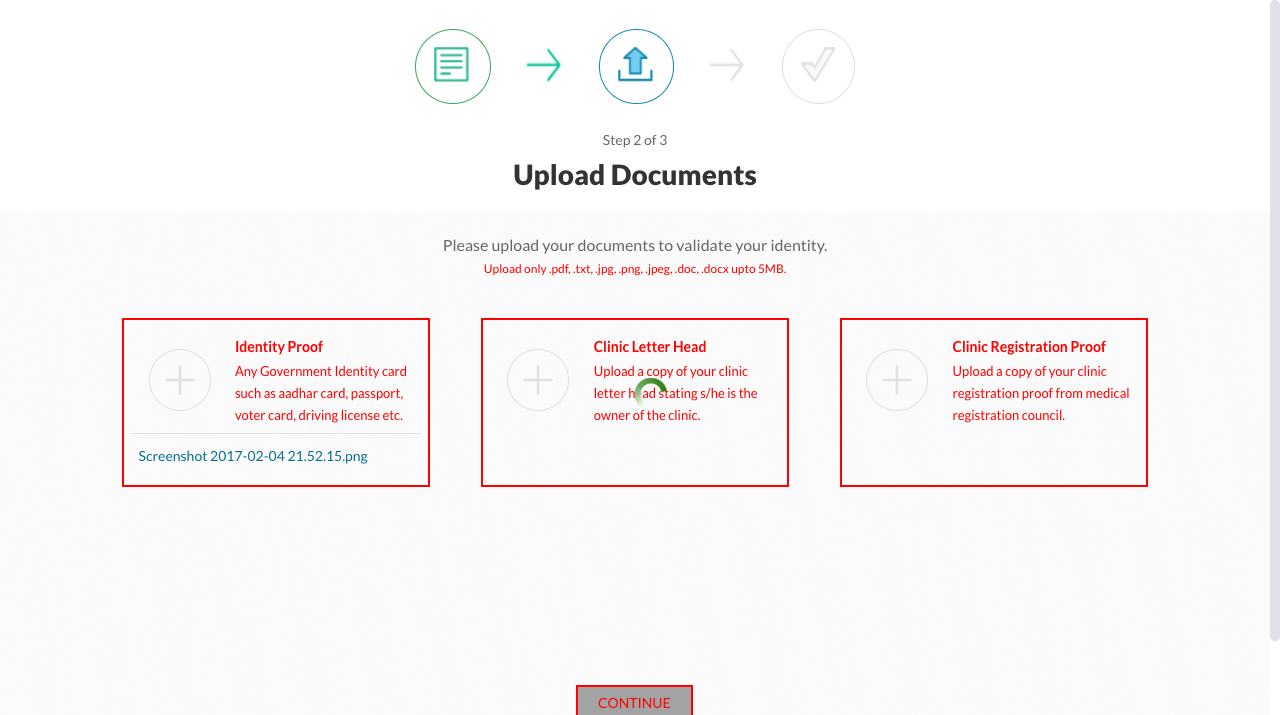 Step 2 of 3
Upload Documents
Please upload your documents to validate your identity.
Upload only .pdf, .txt, .jpg, .png, .jpeg, .doc, .docx upto 5MB.
Identity Proof
Any Government Identity card
such as aadhar card, passport,
voter card, driving license etc.
Screenshot 2017-02-04 21.52.15.png
Clinic Letter Head
Upload a copy of your clinic
letter head stating s/he is the
owner of the clinic.
Clinic Registration Proof
Upload a copy of your clinic
registration proof from medical
registration council.
CONTINUE